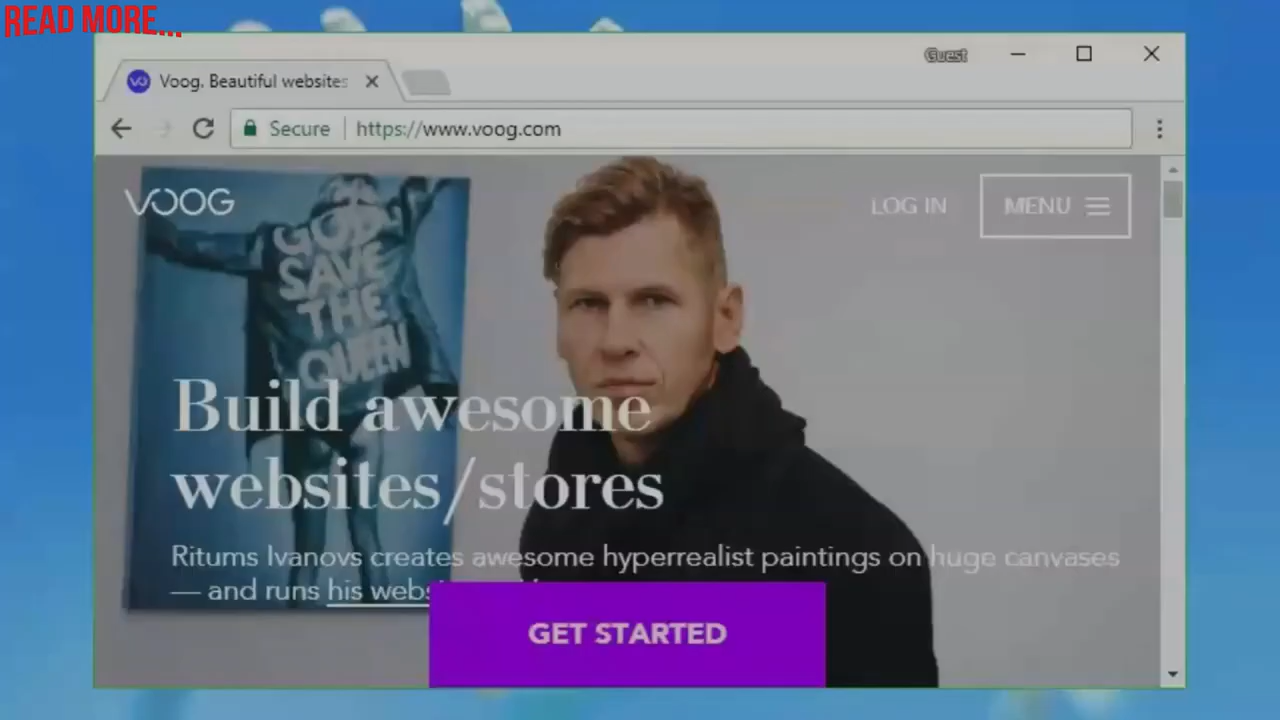 READ MORE...
Guest
Voog. Beautiful websites
Secure | https://www.voog.com
VOOG
LOG IN
MENU
GOD
SAVE
THE
QUEEN
Build awesome
websites/stores
Ritums Ivanovs creates awesome hyperrealist paintings on huge canvases
— and runs his webs
GET STARTED